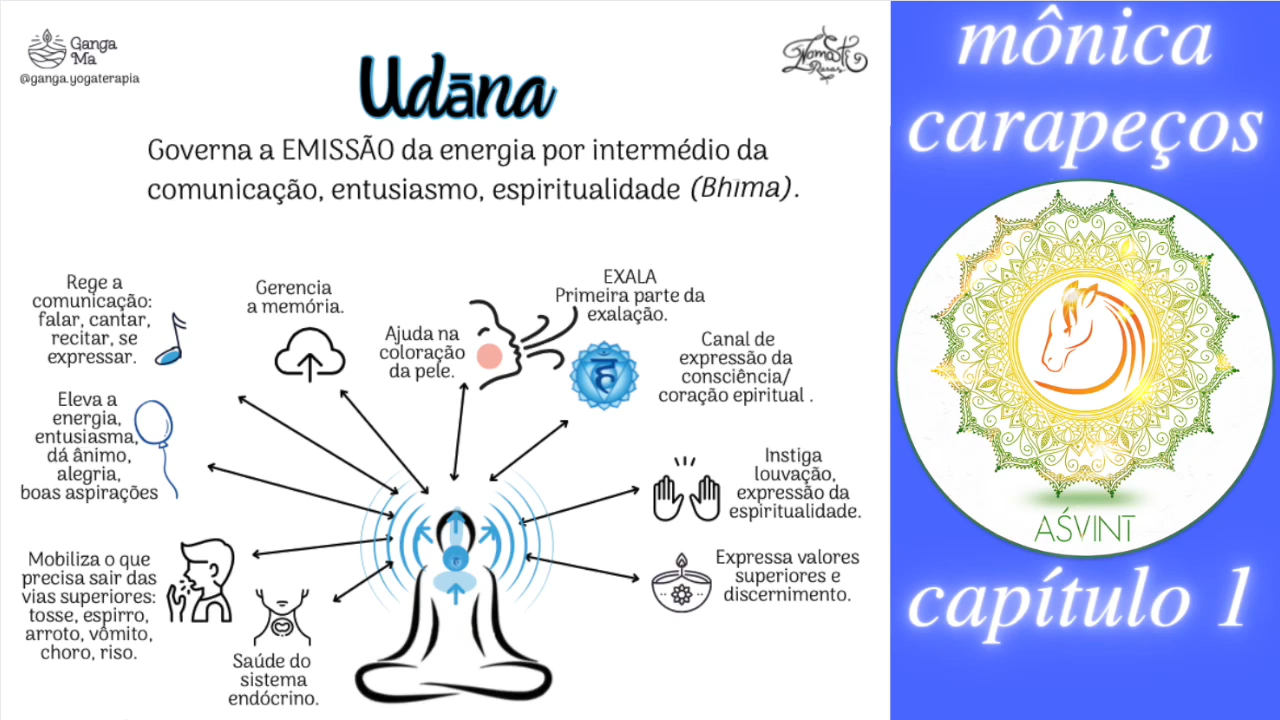 Ganga
Ma
@ganga.yogaterapia
Namastê
Rasas
Udāna
Governa a EMISSÃO da energia por intermédio da
comunicação, entusiasmo, espiritualidade (Bhīma).
Rege a
comunicação:
falar, cantar,
recitar, se
expressar.
Gerencia
a memória.
Ajuda na
coloração
da pele.
EXALA
Primeira parte da
exalação.
Canal de
expressão da
consciência/
coração epiritual .
ह
Eleva a
energia,
entusiasma,
dá ânimo,
alegria,
boas aspirações
Instiga
louvação,
expressão da
espiritualidade.
Mobiliza o que
precisa sair das
vias superiores:
tosse, espirro,
arroto, vômito,
choro, riso.
Saúde do
sistema
endócrino.
Expressa valores
superiores e
discernimento.
mônica
carapeços
AŚVINT
capítulo 1